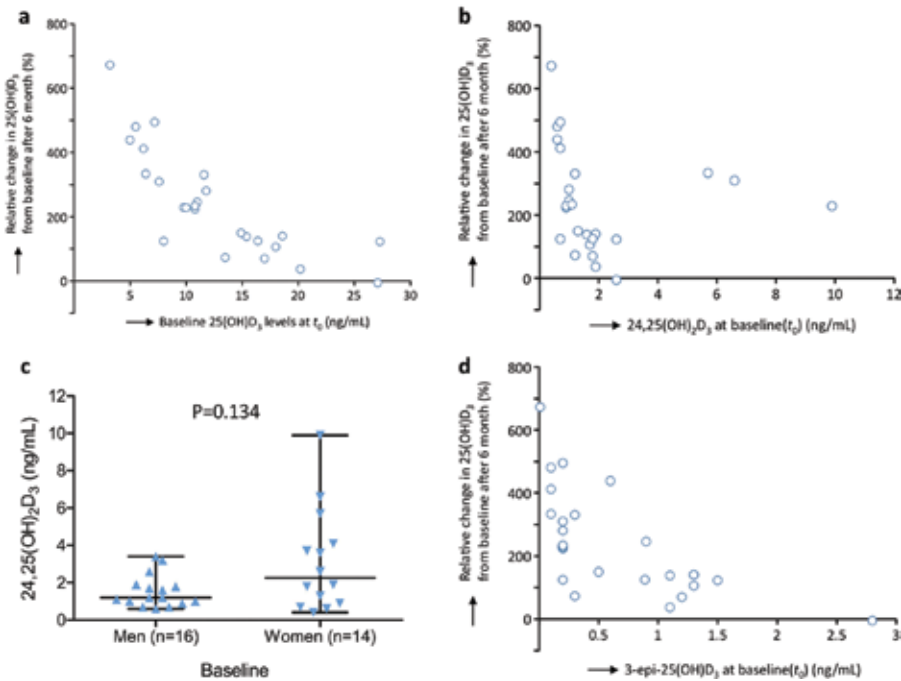 a
Relative change in 25(OH)D3
from baseline after 6 month (%)
800
600
400
200
0
5
10
15
20
25
30
Baseline 25(OH)D3 levels at t0 (ng/mL)
b
Relative change in 25(OH)D3
from baseline after 6 month (%)
800
600
400
200
0
2
4
6
8
10
12
24,25(OH)2D3 at baseline(t0) (ng/mL)
c
24,25(OH)2D3 (ng/mL)
12
10
8
6
4
2
0
P=0.134
Men (n=16)
Women (n=14)
Baseline
d
Relative change in 25(OH)D3
from baseline after 6 month (%)
800
600
400
200
0
0.5
1
1.5
2
2.5
3
3-epi-25(OH)D3 at baseline(t0) (ng/mL)